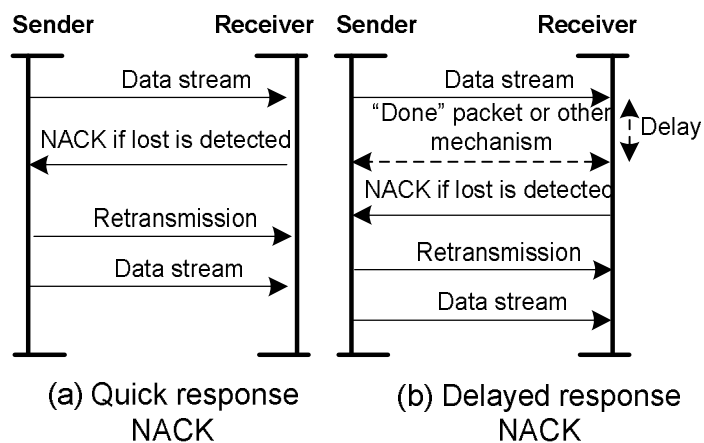 Sender Receiver Sender Receiver
Data stream
NACK if lost is detected
Retransmission
Data stream
(a) Quick response
NACK
Data stream
“Done” packet or other
mechanism
Delay
NACK if lost is detected
Retransmission
Data stream
(b) Delayed response
NACK